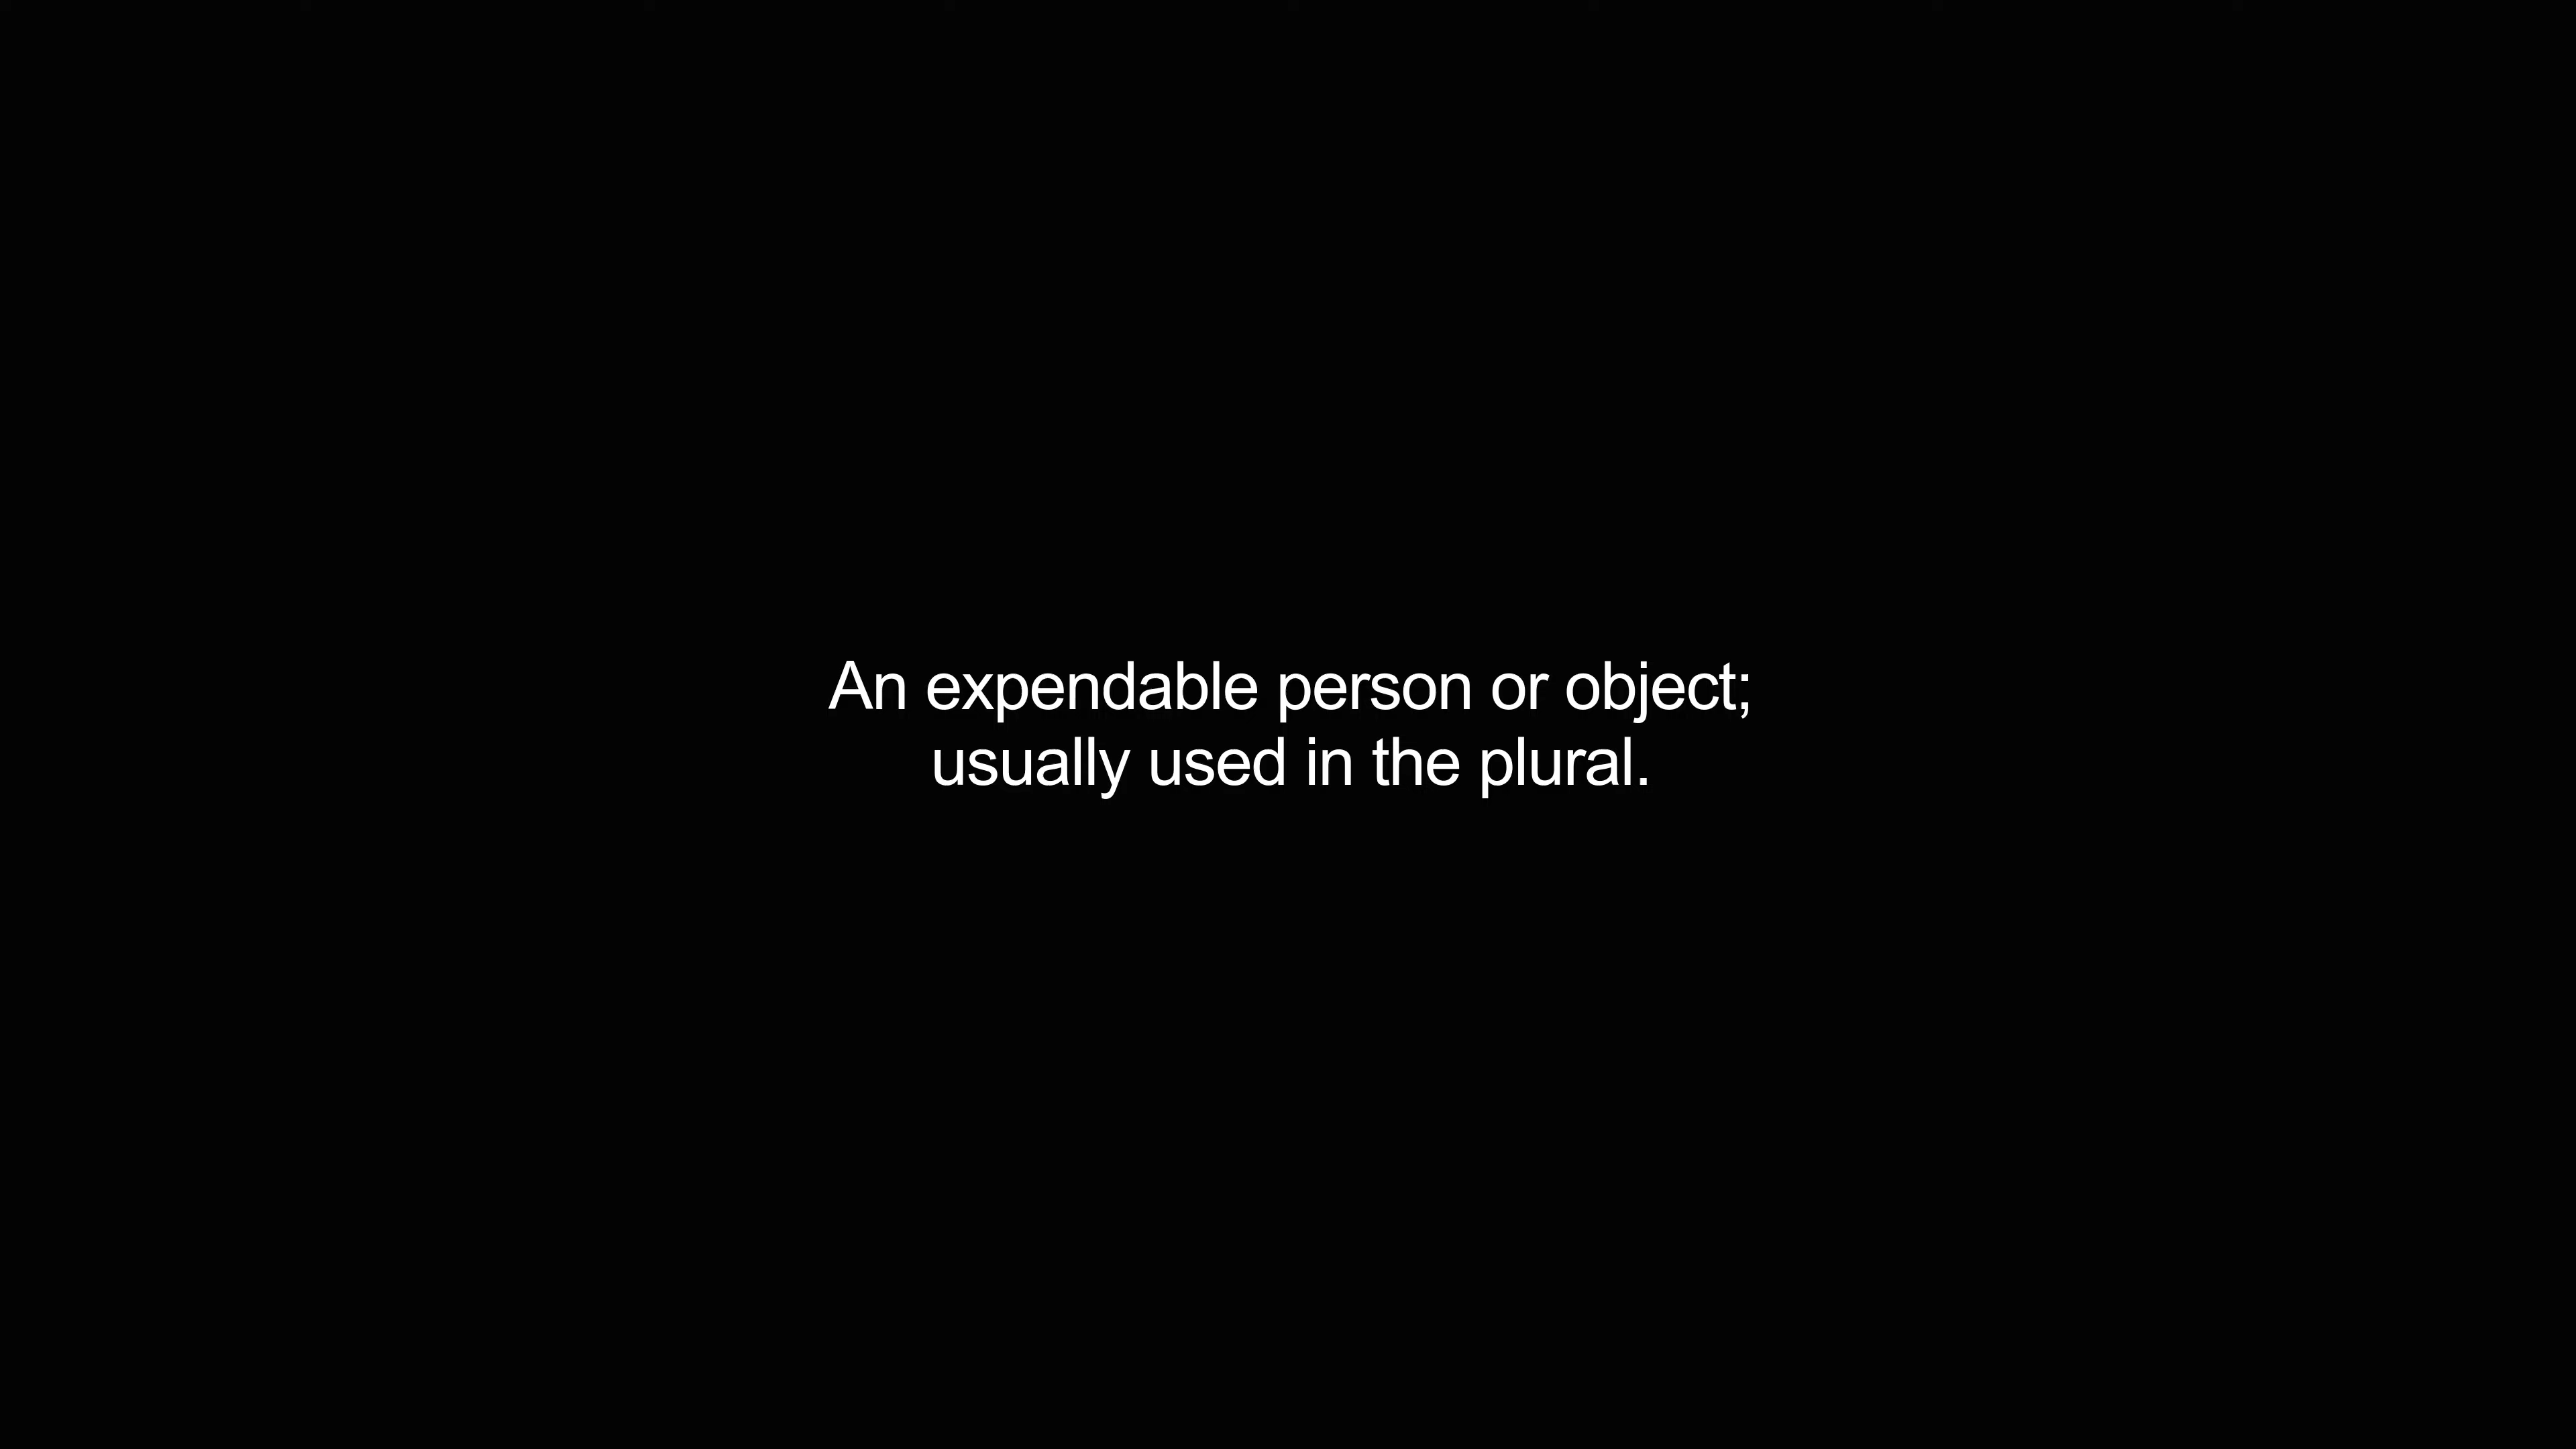 An expendable person or object;
usually used in the plural.